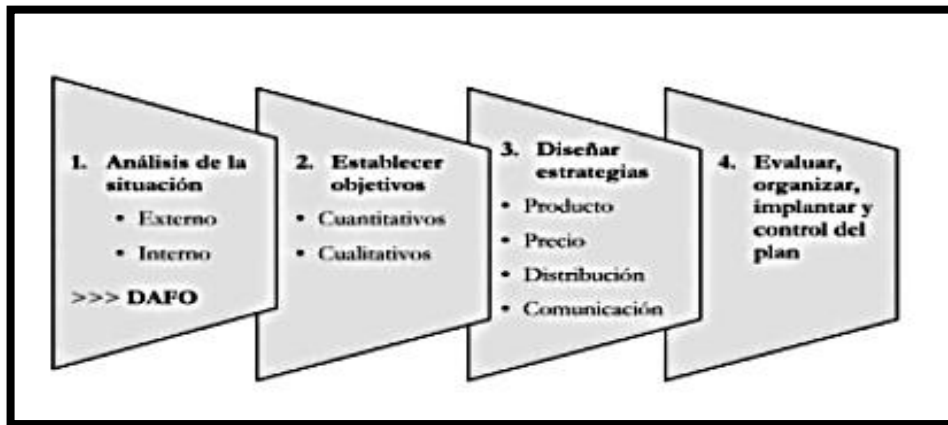 1. Análisis de la
situación
• Externo
• Interno
>>> DAFO
2. Establecer
objetivos
• Cuantitativos
• Cualitativos
3. Diseñar
estrategias
• Producto
• Precio
• Distribución
• Comunicación
4. Evaluar,
organizar,
implantar y
control del
plan